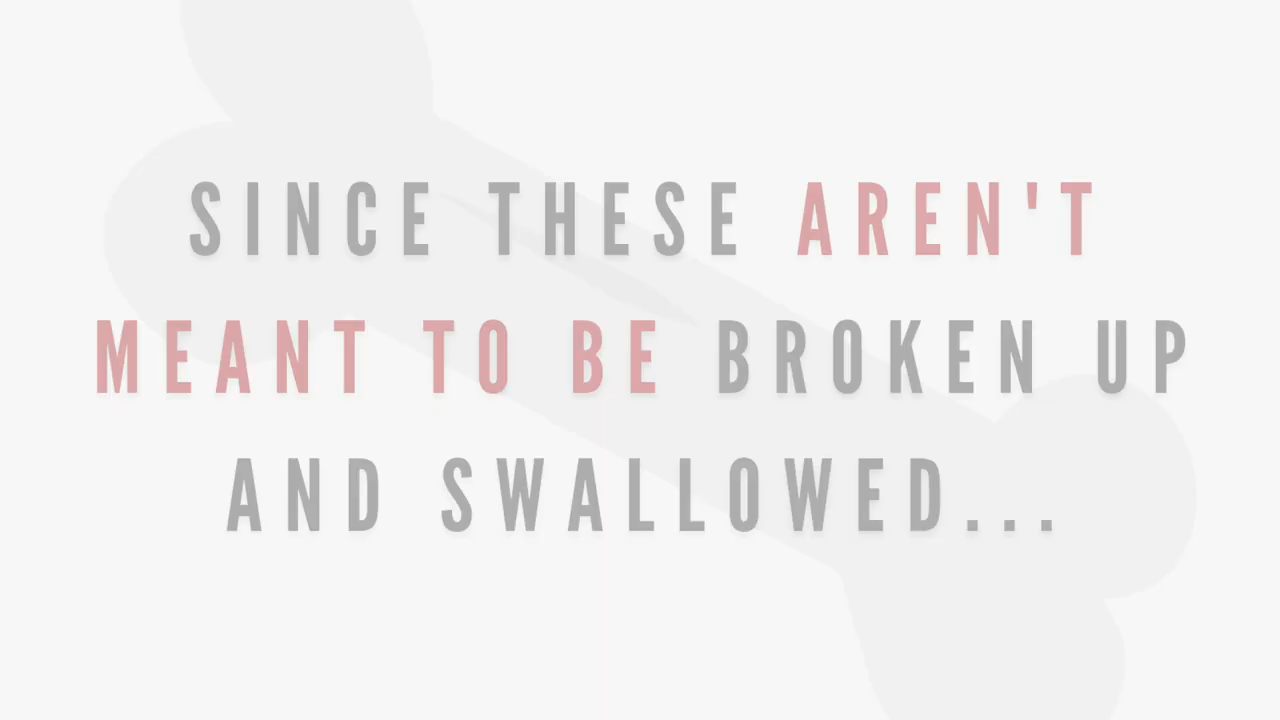 SINCE THESE AREN'T
MEANT TO BE BROKEN UP
AND SWALLOWED...